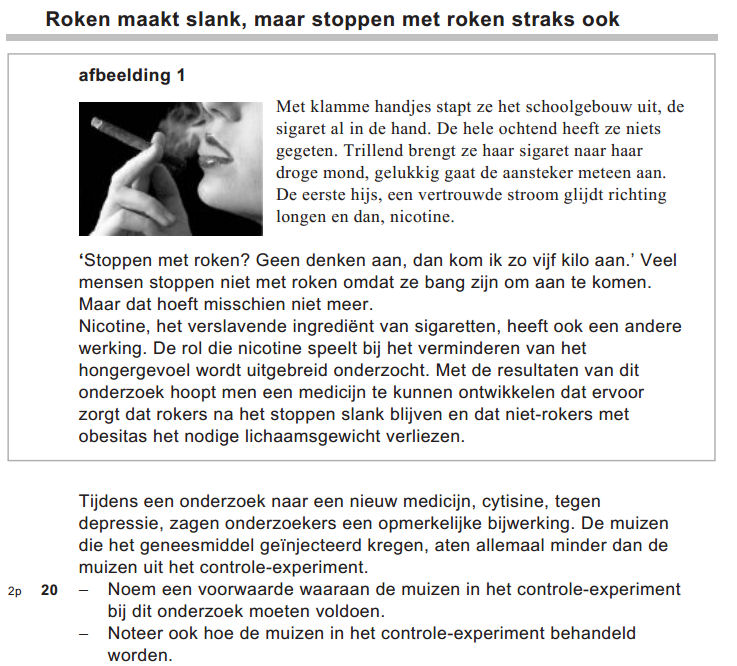 Roken maakt slank, maar stoppen met roken straks ook
afbeelding 1
Met klamme handjes stapt ze het schoolgebouw uit, de
sigaret al in de hand. De hele ochtend heeft ze niets
gegeten. Trillend brengt ze haar sigaret naar haar
droge mond, gelukkig gaat de aansteker meteen aan.
De eerste hijs, een vertrouwde stroom glijdt richting
longen en dan, nicotine.
‘Stoppen met roken? Geen denken aan, dan kom ik zo vijf kilo aan.’ Veel
mensen stoppen niet met roken omdat ze bang zijn om aan te komen.
Maar dat hoeft misschien niet meer.
Nicotine, het verslavende ingrediënt van sigaretten, heeft ook een andere
werking. De rol die nicotine speelt bij het verminderen van het
hongergevoel wordt uitgebreid onderzocht. Met de resultaten van dit
onderzoek hoopt men een medicijn te kunnen ontwikkelen dat ervoor
zorgt dat rokers na het stoppen slank blijven en dat niet-rokers met
obesitas het nodige lichaamsgewicht verliezen.
Tijdens een onderzoek naar een nieuw medicijn, cytisine, tegen
depressie, zagen onderzoekers een opmerkelijke bijwerking. De muizen
die het geneesmiddel geïnjecteerd kregen, aten allemaal minder dan de
muizen uit het controle-experiment.
2p 20 – Noem een voorwaarde waaraan de muizen in het controle-experiment
bij dit onderzoek moeten voldoen.
– Noteer ook hoe de muizen in het controle-experiment behandeld
worden.